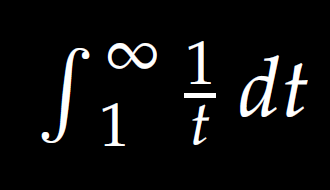 ∫₁^∞ 1/t dt